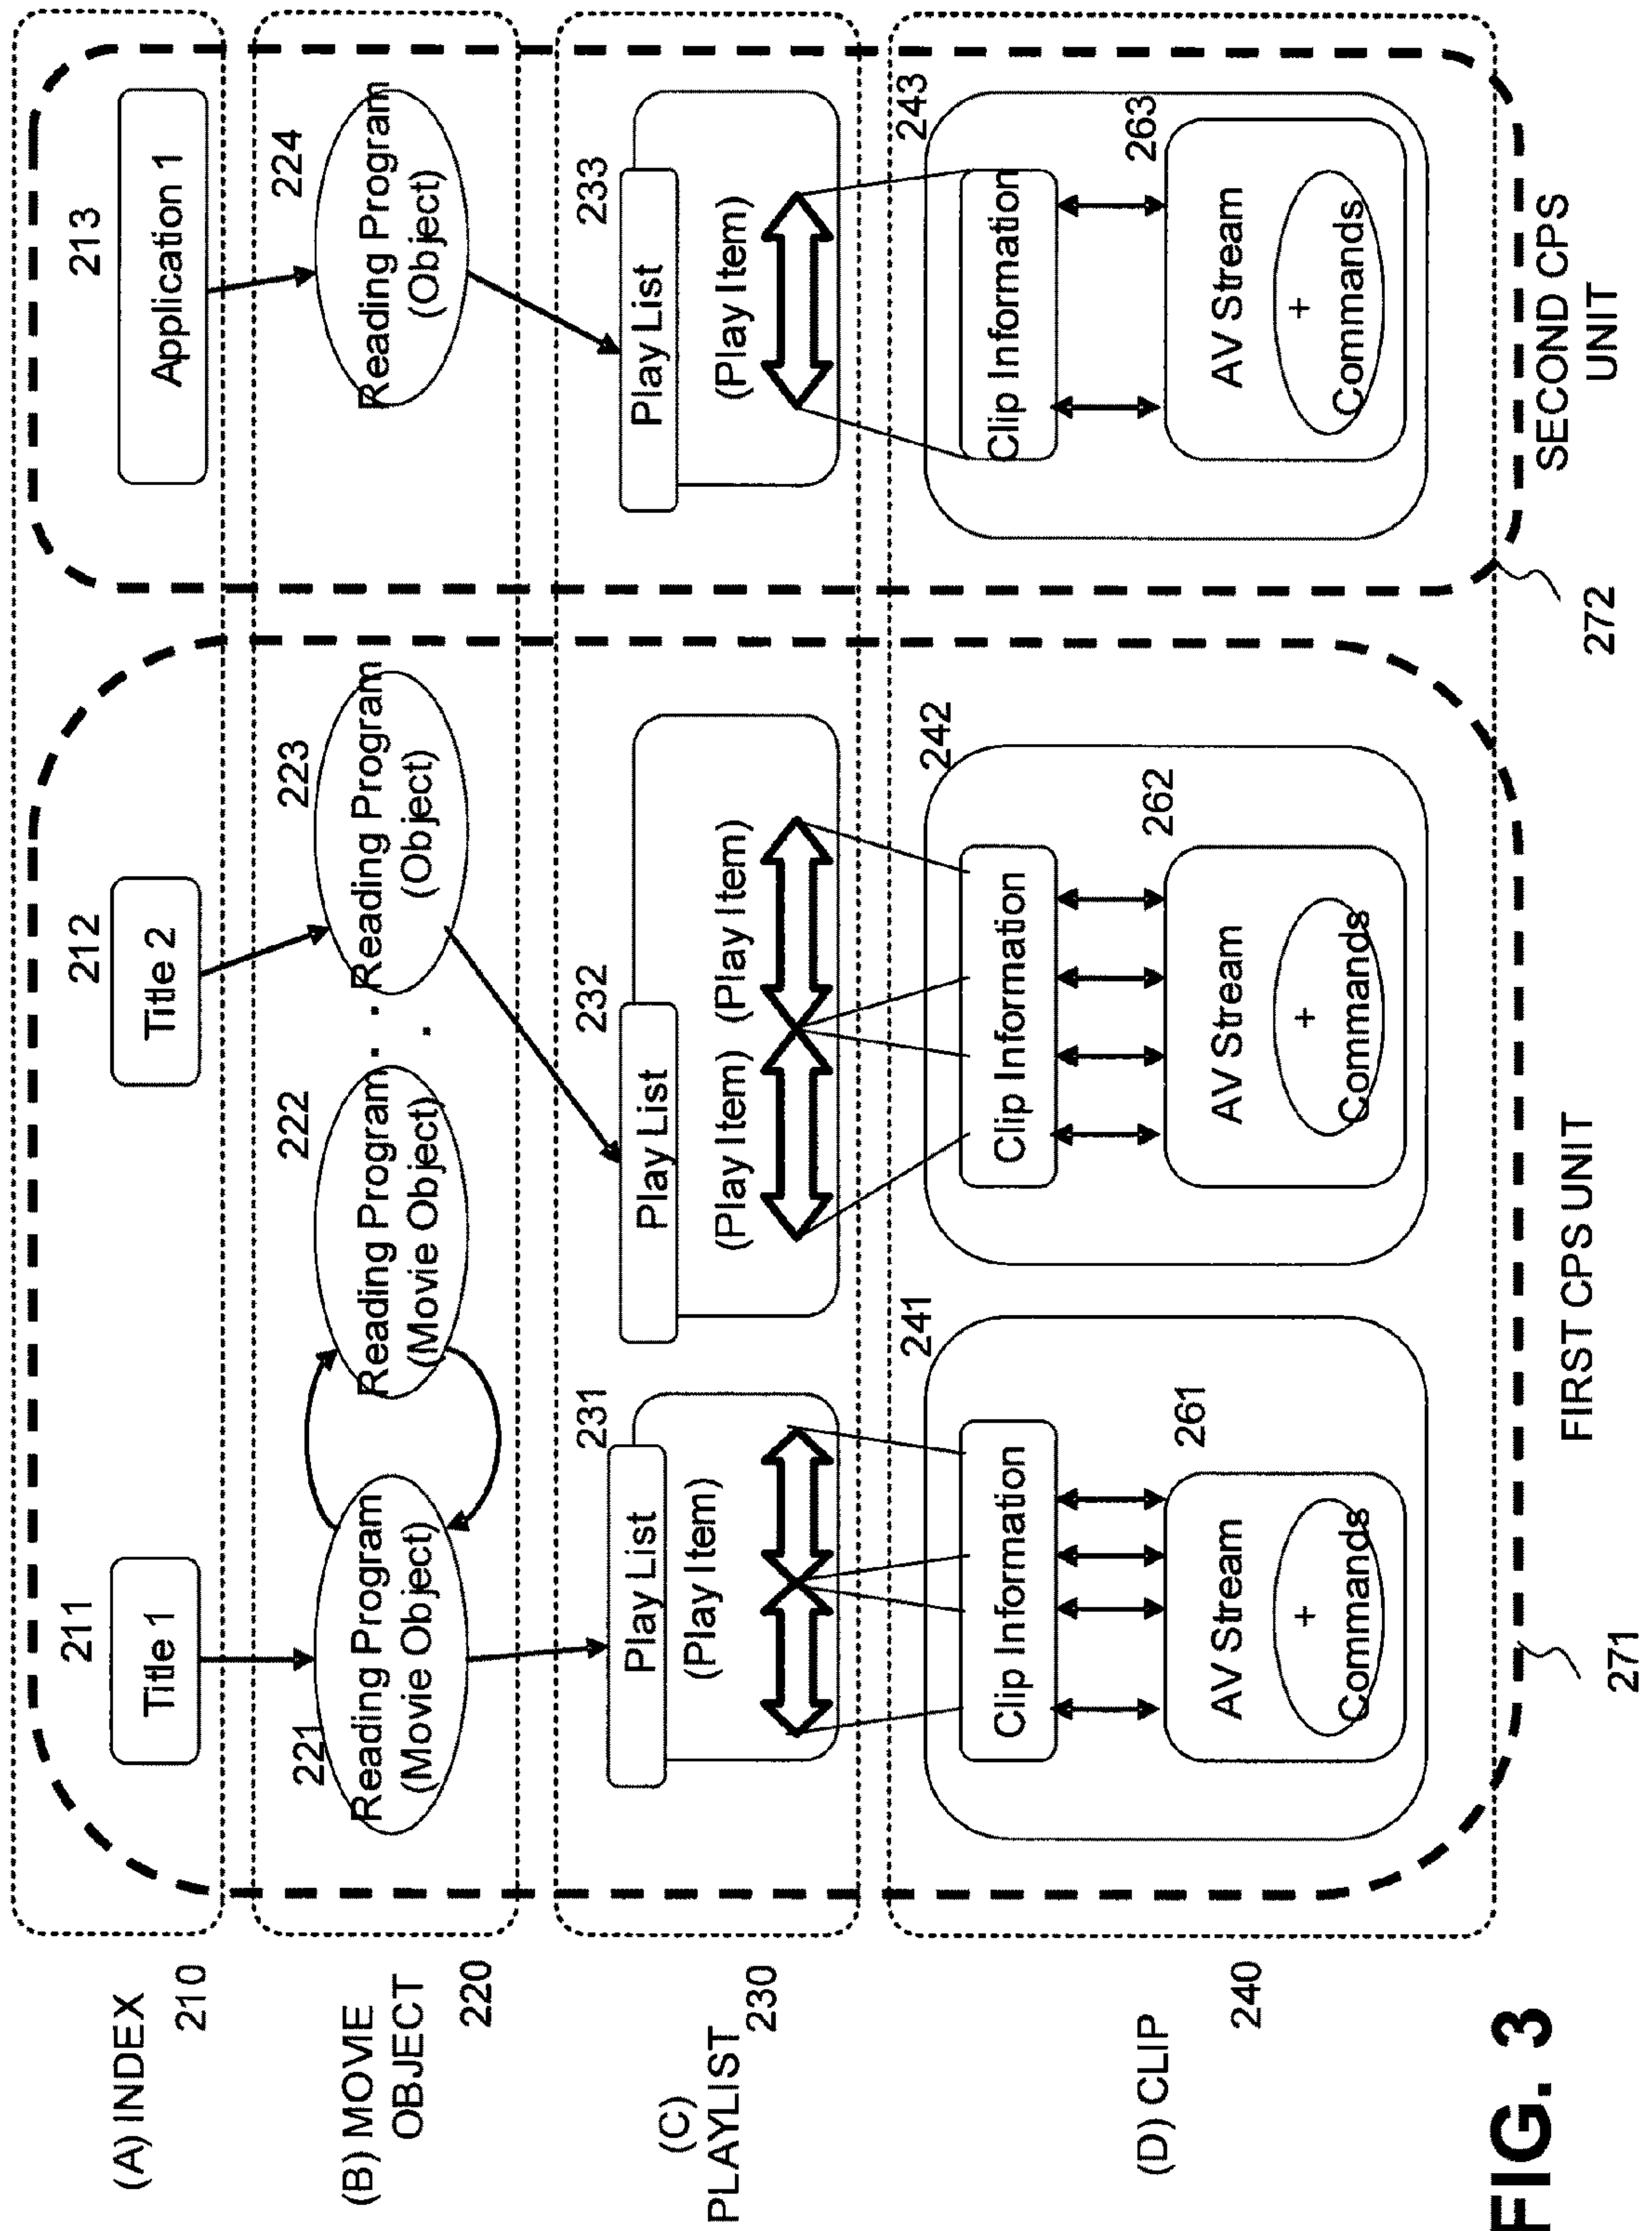 (A) INDEX
210
211
Title 1
212
Title 2
213
Application 1
(B) MOVIE
OBJECT
220
221
Reading Program
(Movie Object)
222
Reading Program
(Movie Object)
. . .
223
Reading Program
(Object)
224
Reading Program
(Object)
(C)
PLAYLIST
230
231
Play List
(Play Item)
232
Play List
(Play Item) (Play Item)
233
Play List
(Play Item)
(D) CLIP
240
241
Clip Information
261
AV Stream
+
Commands
242
Clip Information
262
AV Stream
+
Commands
243
Clip Information
263
AV Stream
+
Commands
271
FIRST CPS UNIT
272
SECOND CPS
UNIT
FIG. 3